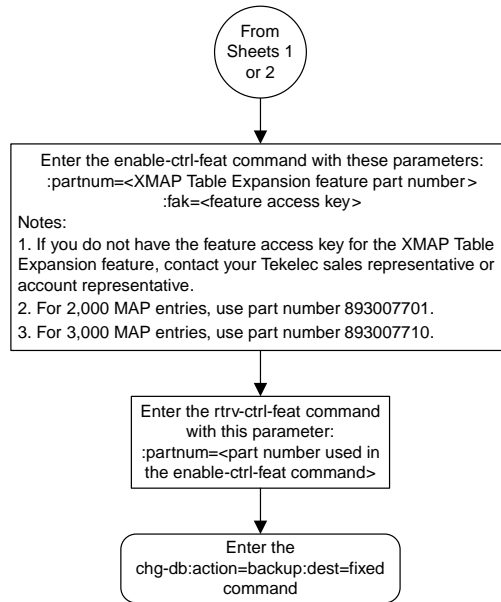 From
Sheets 1
or 2
Enter the enable-ctrl-feat command with these parameters:
:partnum=<XMAP Table Expansion feature part number>
:fak=<feature access key>
Notes:
1. If you do not have the feature access key for the XMAP Table
Expansion feature, contact your Tekelec sales representative or
account representative.
2. For 2,000 MAP entries, use part number 893007701.
3. For 3,000 MAP entries, use part number 893007710.
Enter the rtrv-ctrl-feat command
with this parameter:
:partnum=<part number used in
the enable-ctrl-feat command>
Enter the
chg-db:action=backup:dest=fixed
command